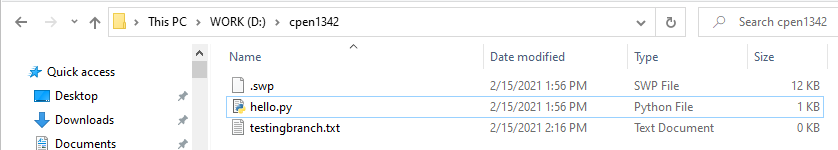 This PC > WORK (D:) > cpen1342
Search cpen1342
Name Date modified Type Size
Quick access
.swp 2/15/2021 1:56 PM SWP File 12 KB
Desktop
hello.py 2/15/2021 1:56 PM Python File 1 KB
Downloads
testingbranch.txt 2/15/2021 2:16 PM Text Document 0 KB
Documents